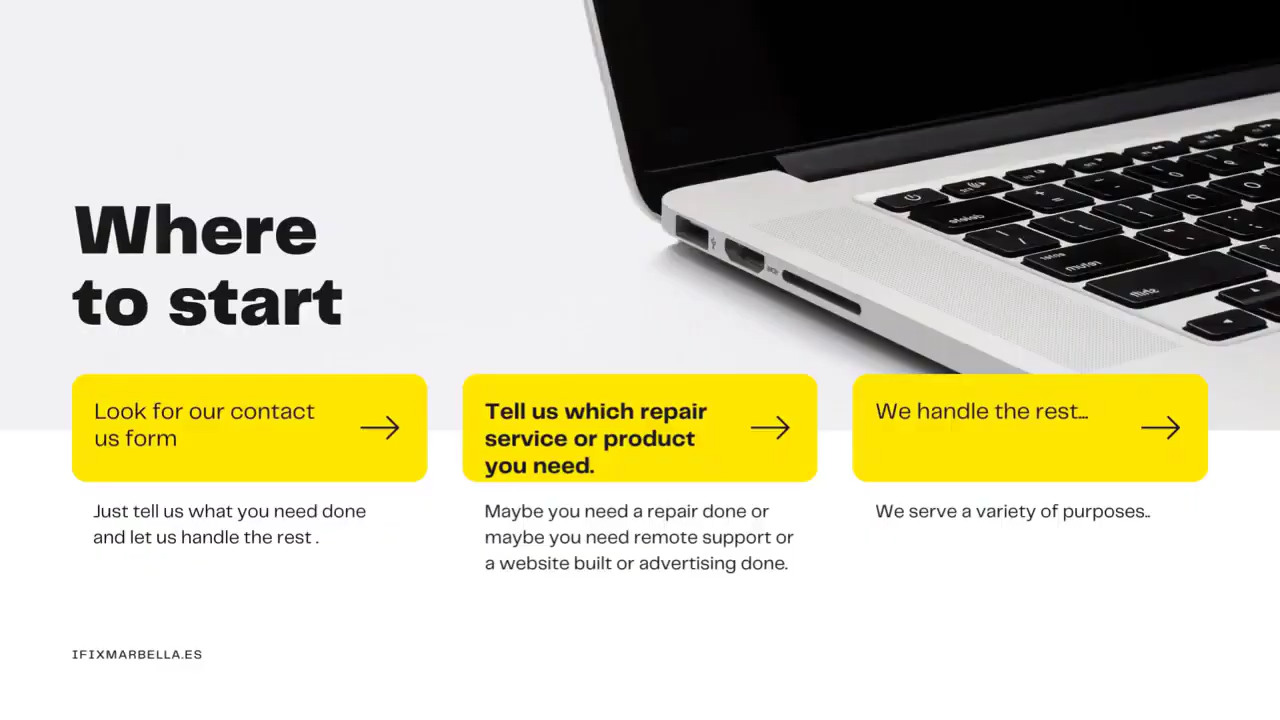 Where
to start
Look for our contact
us form
Just tell us what you need done
and let us handle the rest .
Tell us which repair
service or product
you need.
Maybe you need a repair done or
maybe you need remote support or
a website built or advertising done.
We handle the rest...
We serve a variety of purposes..
IFIXMARBELLA.ES